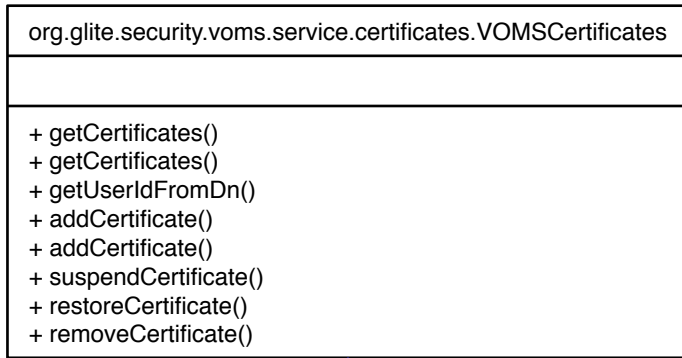 org.glite.security.voms.service.certificates.VOMSCertificates
+ getCertificates()
+ getCertificates()
+ getUserIdFromDn()
+ addCertificate()
+ addCertificate()
+ suspendCertificate()
+ restoreCertificate()
+ removeCertificate()